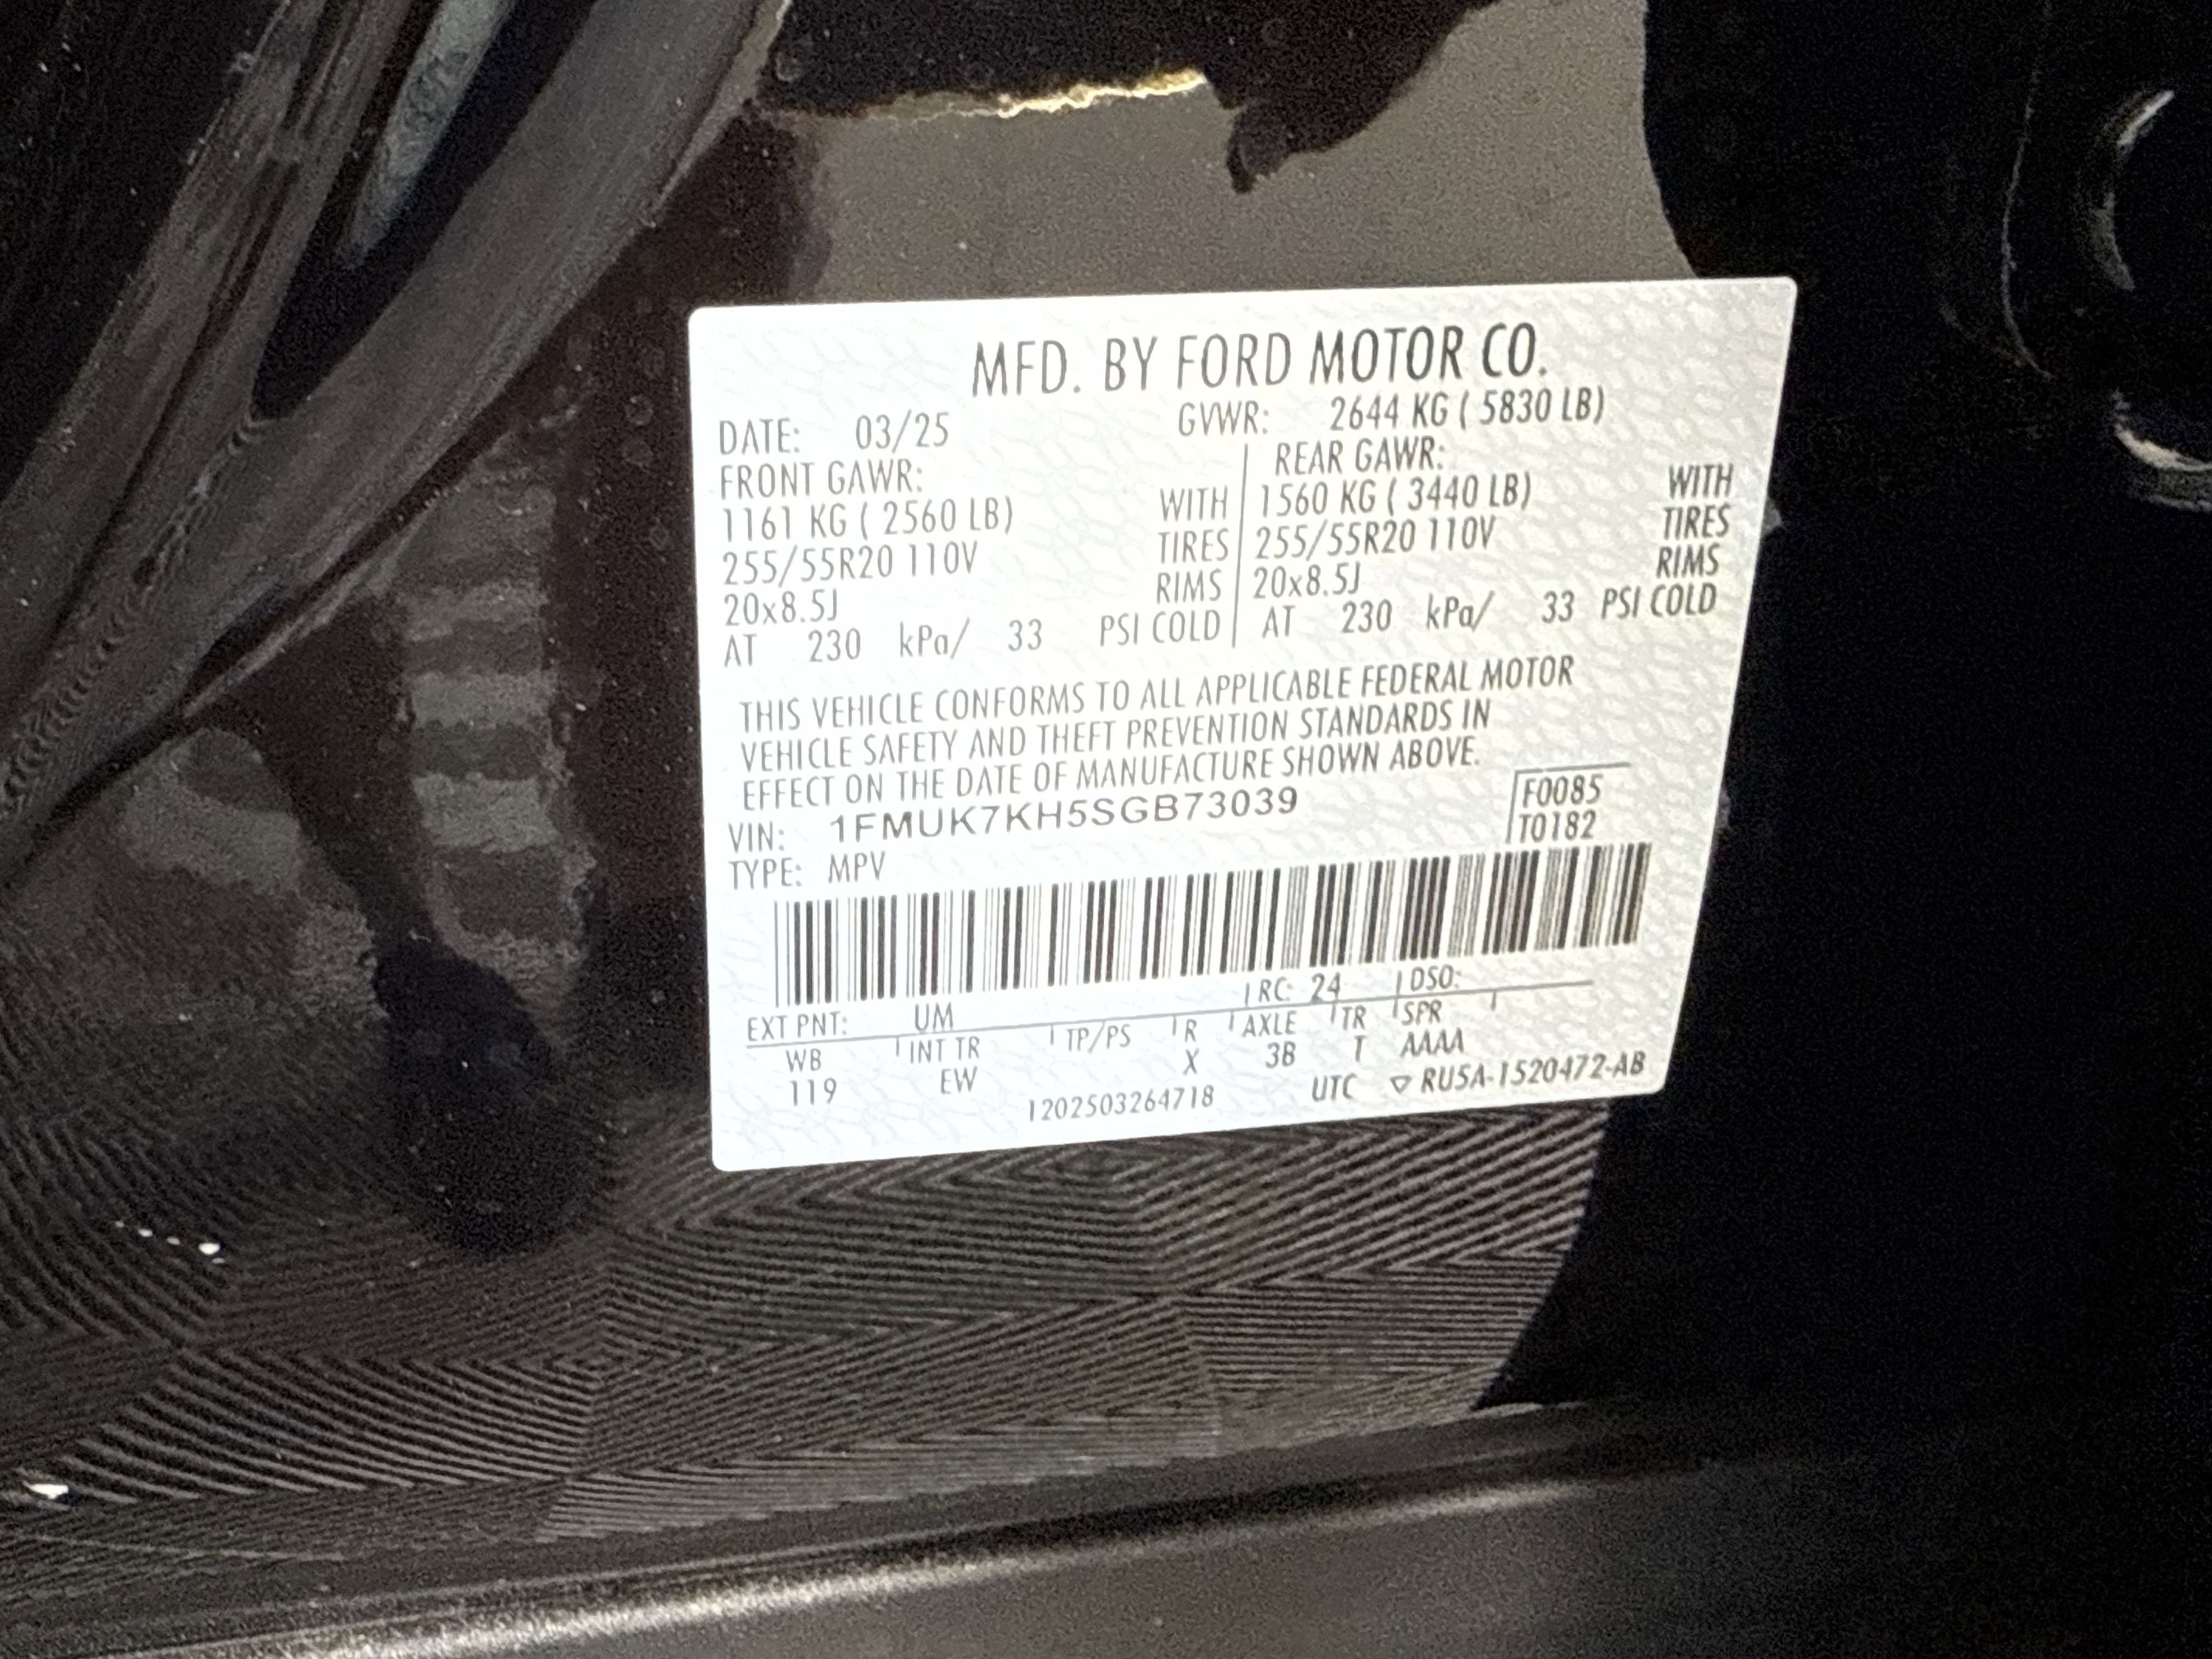 MFD. BY FORD MOTOR CO.
DATE: 03/25 GVWR: 2644 KG ( 5830 LB)
FRONT GAWR: REAR GAWR:
1161 KG ( 2560 LB) WITH 1560 KG ( 3440 LB) WITH
255/55R20 110V TIRES 255/55R20 110V TIRES
20x8.5J RIMS 20x8.5J RIMS
AT 230 kPa/ 33 PSI COLD AT 230 kPa/ 33 PSI COLD
THIS VEHICLE CONFORMS TO ALL APPLICABLE FEDERAL MOTOR
VEHICLE SAFETY AND THEFT PREVENTION STANDARDS IN
EFFECT ON THE DATE OF MANUFACTURE SHOWN ABOVE.
VIN: 1FMUK7KH5SGB73039 F0085
TYPE: MPV T0182
EXT PNT: UM RC: 24 DSO:
WB INT TR TP/PS R AXLE TR SPR
119 EW X 3B T AAAA
1202503264718 UTC ▽ RU5A-1520472-AB